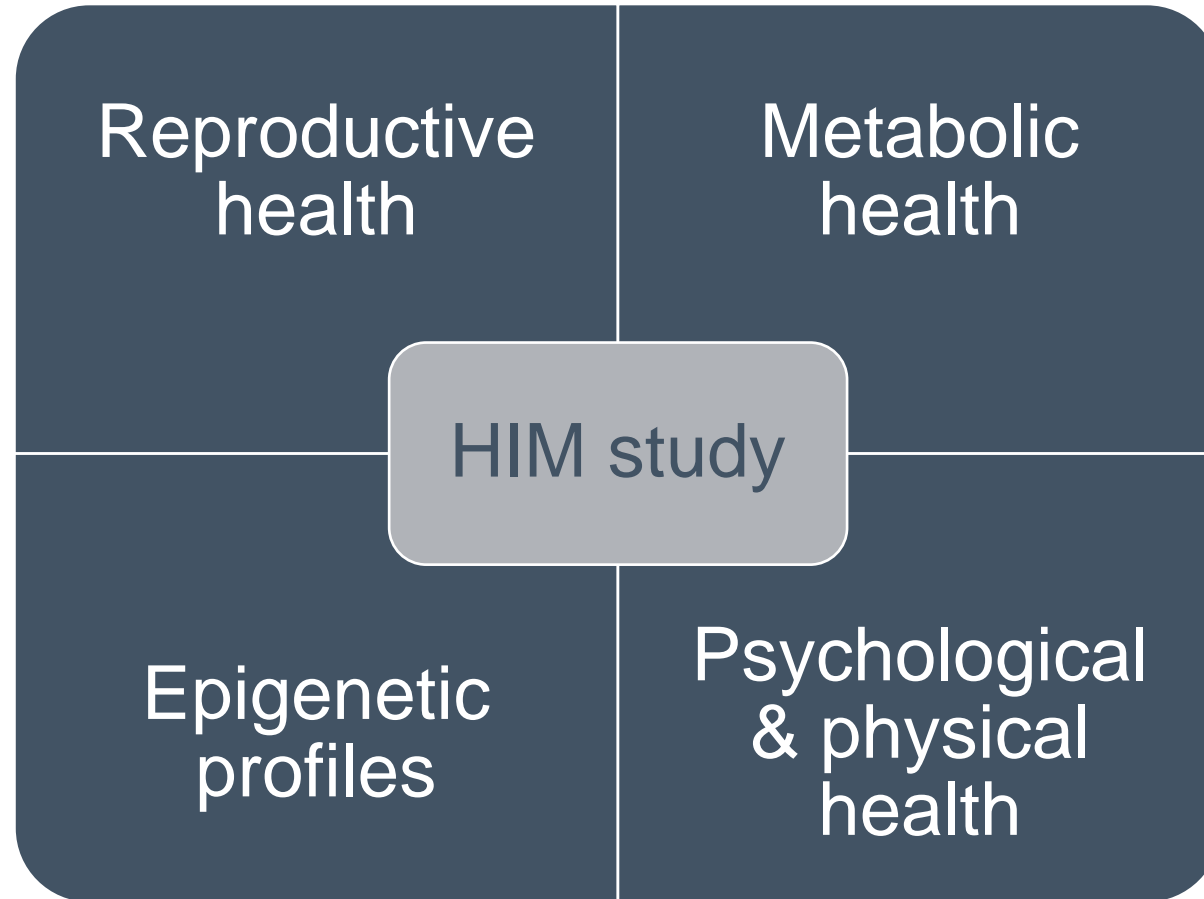 Reproductive
health
Metabolic
health
HIM study
Epigenetic
profiles
Psychological
& physical
health